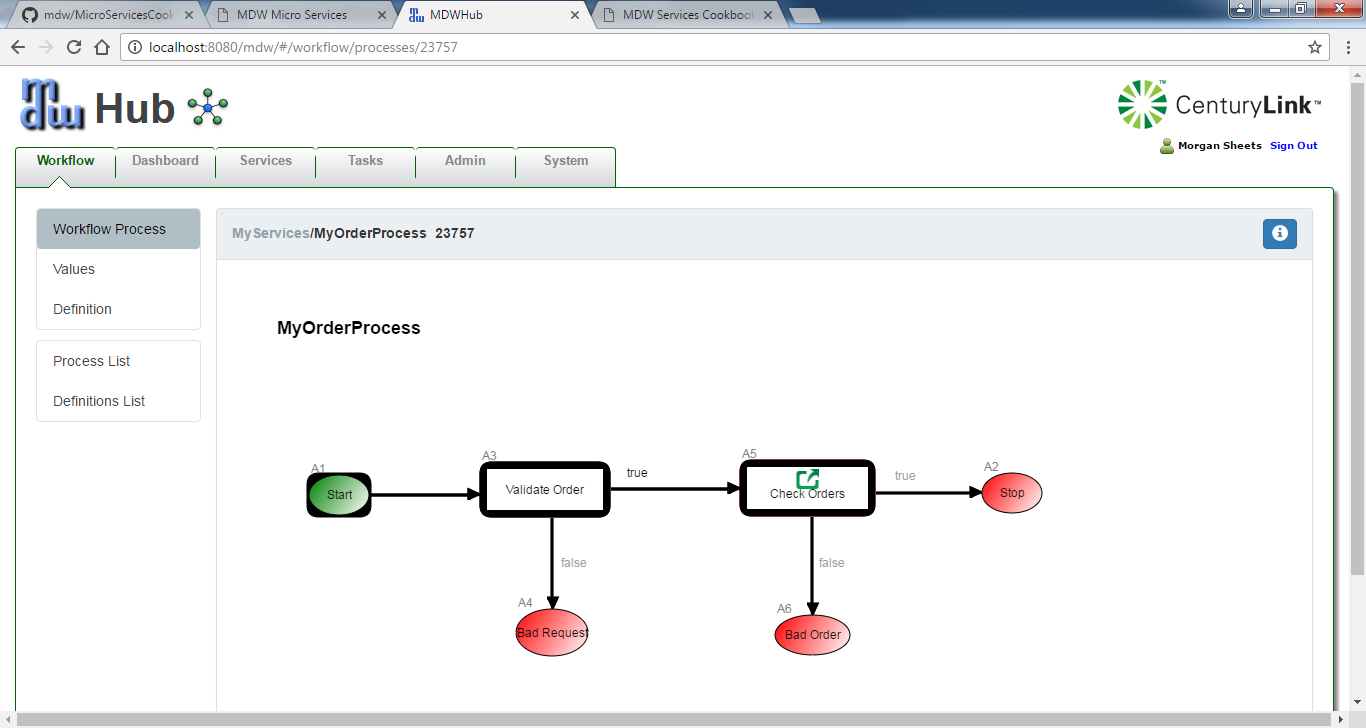 mdw/MicroServicesCook
MDW Micro Services
MDWHub
MDW Services Cookboo
localhost:8080/mdw/#/workflow/processes/23757
mdw Hub
CenturyLink™
Morgan Sheets Sign Out
Workflow Dashboard Services Tasks Admin System
Workflow Process
Values
Definition
Process List
Definitions List
MyServices/MyOrderProcess 23757
MyOrderProcess
A1
Start
A3
Validate Order
true
A5
Check Orders
true
A2
Stop
false
false
A4
Bad Request
A6
Bad Order